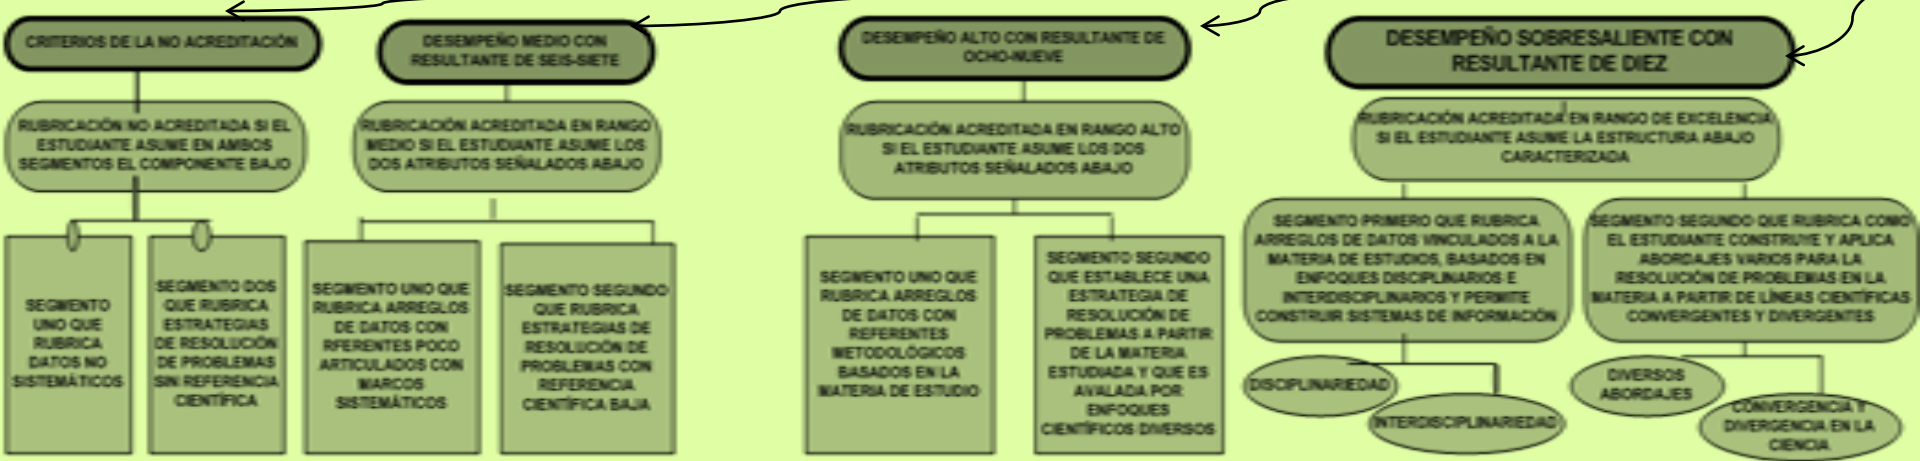 CRITERIOS DE LA NO ACREDITACIÓN
RUBRICACIÓN NO ACREDITADA SI EL
ESTUDIANTE ASUME EN AMBOS
SEGMENTOS EL COMPONENTE BAJO
SEGMENTO
UNO QUE
RUBRICA
DATOS NO
SISTEMÁTICOS
SEGMENTO DOS
QUE RUBRICA
ESTRATEGIAS
DE RESOLUCIÓN
DE PROBLEMAS
SIN REFERENCIA
CIENTÍFICA
DESEMPEÑO MEDIO CON
RESULTANTE DE SEIS-SIETE
RUBRICACIÓN ACREDITADA EN RANGO
MEDIO SI EL ESTUDIANTE ASUME LOS
DOS ATRIBUTOS SEÑALADOS ABAJO
SEGMENTO UNO QUE
RUBRICA ARREGLOS
DE DATOS CON
RFERENTES POCO
ARTICULADOS CON
MARCOS
SISTEMÁTICOS
SEGMENTO SEGUNDO
QUE RUBRICA
ESTRATEGIAS DE
RESOLUCIÓN DE
PROBLEMAS CON
REFERENCIA
CIENTÍFICA BAJA
DESEMPEÑO ALTO CON RESULTANTE DE
OCHO-NUEVE
RUBRICACIÓN ACREDITADA EN RANGO ALTO
SI EL ESTUDIANTE ASUME LOS DOS
ATRIBUTOS SEÑALADOS ABAJO
SEGMENTO UNO QUE
RUBRICA ARREGLOS
DE DATOS CON
REFERENTES
METODOLÓGICOS
BASADOS EN LA
MATERIA DE ESTUDIO
SEGMENTO SEGUNDO
QUE ESTABLECE UNA
ESTRATEGIA DE
RESOLUCIÓN DE
PROBLEMAS A PARTIR
DE LA MATERIA
ESTUDIADA Y QUE ES
AVALADA POR
ENFOQUES
CIENTÍFICOS DIVERSOS
DESEMPEÑO SOBRESALIENTE CON
RESULTANTE DE DIEZ
RUBRICACIÓN ACREDITADA EN RANGO DE EXCELENCIA
SI EL ESTUDIANTE ASUME LA ESTRUCTURA ABAJO
CARACTERIZADA
SEGMENTO PRIMERO QUE RUBRICA
ARREGLOS DE DATOS VINCULADOS A LA
MATERIA DE ESTUDIOS, BASADOS EN
ENFOQUES DISCIPLINARIOS E
INTERDISCIPLINARIOS Y PERMITE
CONSTRUIR SISTEMAS DE INFORMACIÓN
DISCIPLINARIEDAD
INTERDISCIPLINARIEDAD
SEGMENTO SEGUNDO QUE RUBRICA COMO
EL ESTUDIANTE CONSTRUYE Y APLICA
ABORDAJES VARIOS PARA LA
RESOLUCIÓN DE PROBLEMAS EN LA
MATERIA A PARTIR DE LÍNEAS CIENTÍFICAS
CONVERGENTES Y DIVERGENTES
DIVERSOS
ABORDAJES
CONVERGENCIA Y
DIVERGENCIA EN LA
CIENCIA